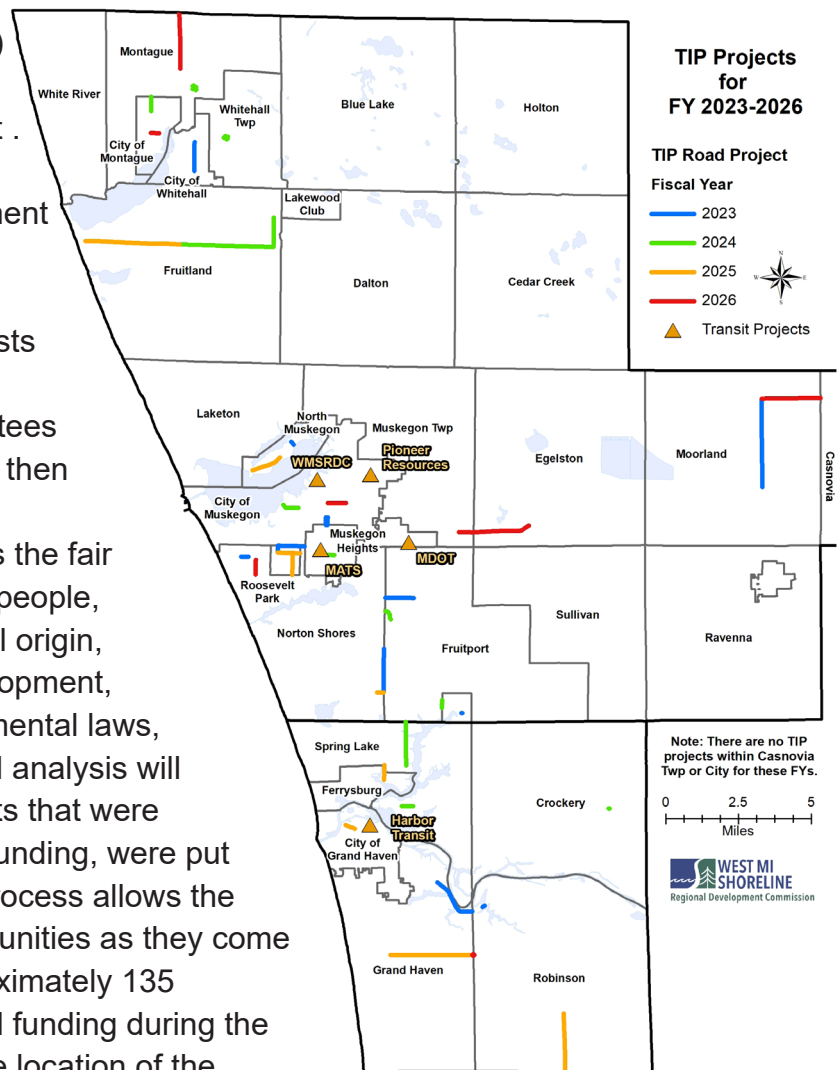 )
t .
ment
sts
tees
then
s the fair
people,
l origin,
opment,
mental laws,
l analysis will
ts that were
unding, were put
rocess allows the
unities as they come
ximately 135
l funding during the
e location of the
TIP Projects
for
FY 2023-2026
TIP Road Project
Fiscal Year
2023
2024
2025
2026
Transit Projects
N
W
E
S
Montague
White River
Whitehall
Twp
Blue Lake
Holton
City of
Montague
City of
Whitehall
Lakewood
Club
Fruitland
Dalton
Cedar Creek
Laketon
North
Muskegon
Muskegon Twp
WMSRDC
Pioneer
Resources
Egelston
Moorland
Casnovia
City of
Muskegon
Muskegon
Heights
MATS
MDOT
Roosevelt
Park
Norton Shores
Fruitport
Sullivan
Ravenna
Spring Lake
Ferrysburg
Harbor
Transit
City of
Grand Haven
Crockery
Grand Haven
Robinson
Note: There are no TIP
projects within Casnovia
Twp or City for these FYs.
0 2.5 5
Miles
WEST MI
SHORELINE
Regional Development Commission